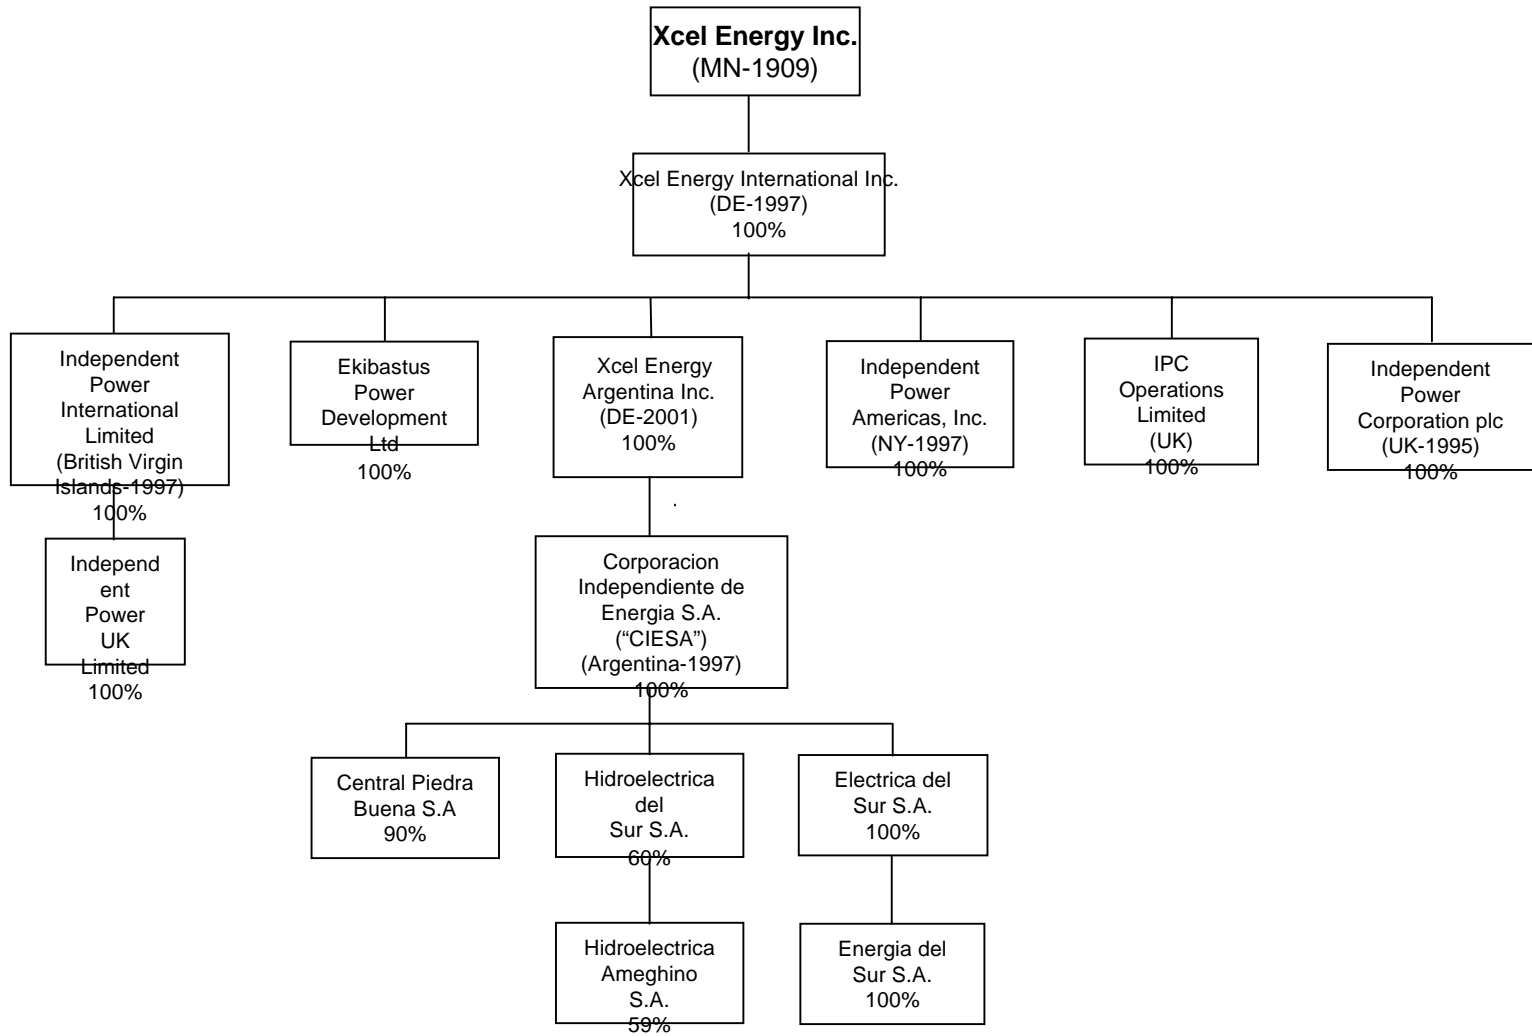 Xcel Energy Inc.
(MN-1909)
Xcel Energy International Inc.
(DE-1997)
100%
Independent
Power
International
Limited
(British Virgin
Islands-1997)
100%
Ekibastus
Power
Development
Ltd
100%
Xcel Energy
Argentina Inc.
(DE-2001)
100%
Independent
Power
Americas, Inc.
(NY-1997)
100%
IPC
Operations
Limited
(UK)
100%
Independent
Power
Corporation plc
(UK-1995)
100%
.
Independ
ent
Power
UK
Limited
100%
Corporacion
Independiente de
Energia S.A.
(“CIESA”)
(Argentina-1997)
100%
Central Piedra
Buena S.A
90%
Hidroelectrica
del
Sur S.A.
60%
Electrica del
Sur S.A.
100%
Hidroelectrica
Ameghino
S.A.
59%
Energia del
Sur S.A.
100%